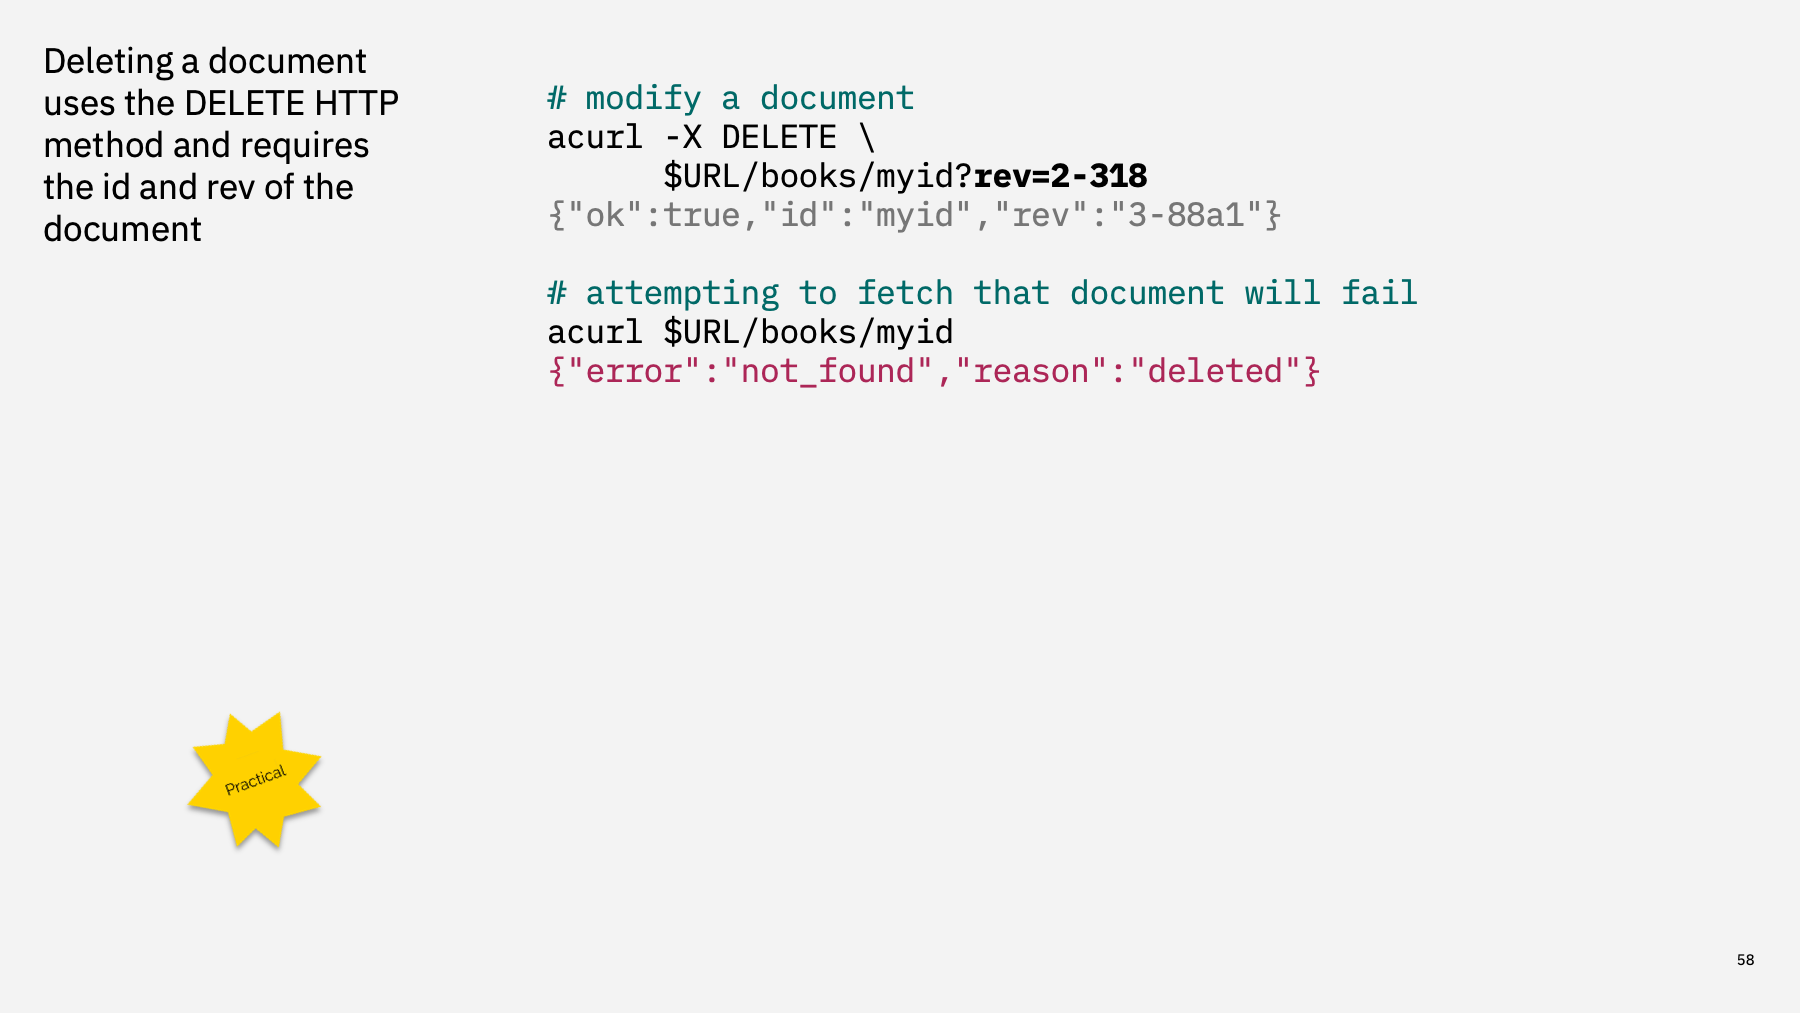 Deleting a document
uses the DELETE HTTP
method and requires
the id and rev of the
document
# modify a document
acurl -X DELETE \
      $URL/books/myid?rev=2-318
{"ok":true,"id":"myid","rev":"3-88a1"}
# attempting to fetch that document will fail
acurl $URL/books/myid
{"error":"not_found","reason":"deleted"}
Practical
58